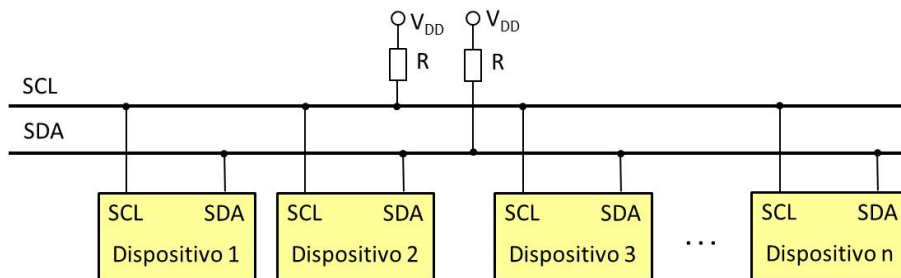 V_DD V_DD
R R
SCL
SDA
SCL SDA SCL SDA SCL SDA SCL SDA
Dispositivo 1 Dispositivo 2 Dispositivo 3 ... Dispositivo n